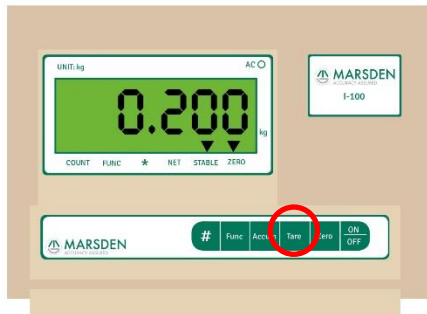 UNIT: kg
AC
0.200
kg
COUNT FUNC * NET STABLE ZERO
MARSDEN
ACCURACY ASSURED
I-100
MARSDEN
ACCURACY ASSURED
# Func Accum Tare Zero ON
OFF